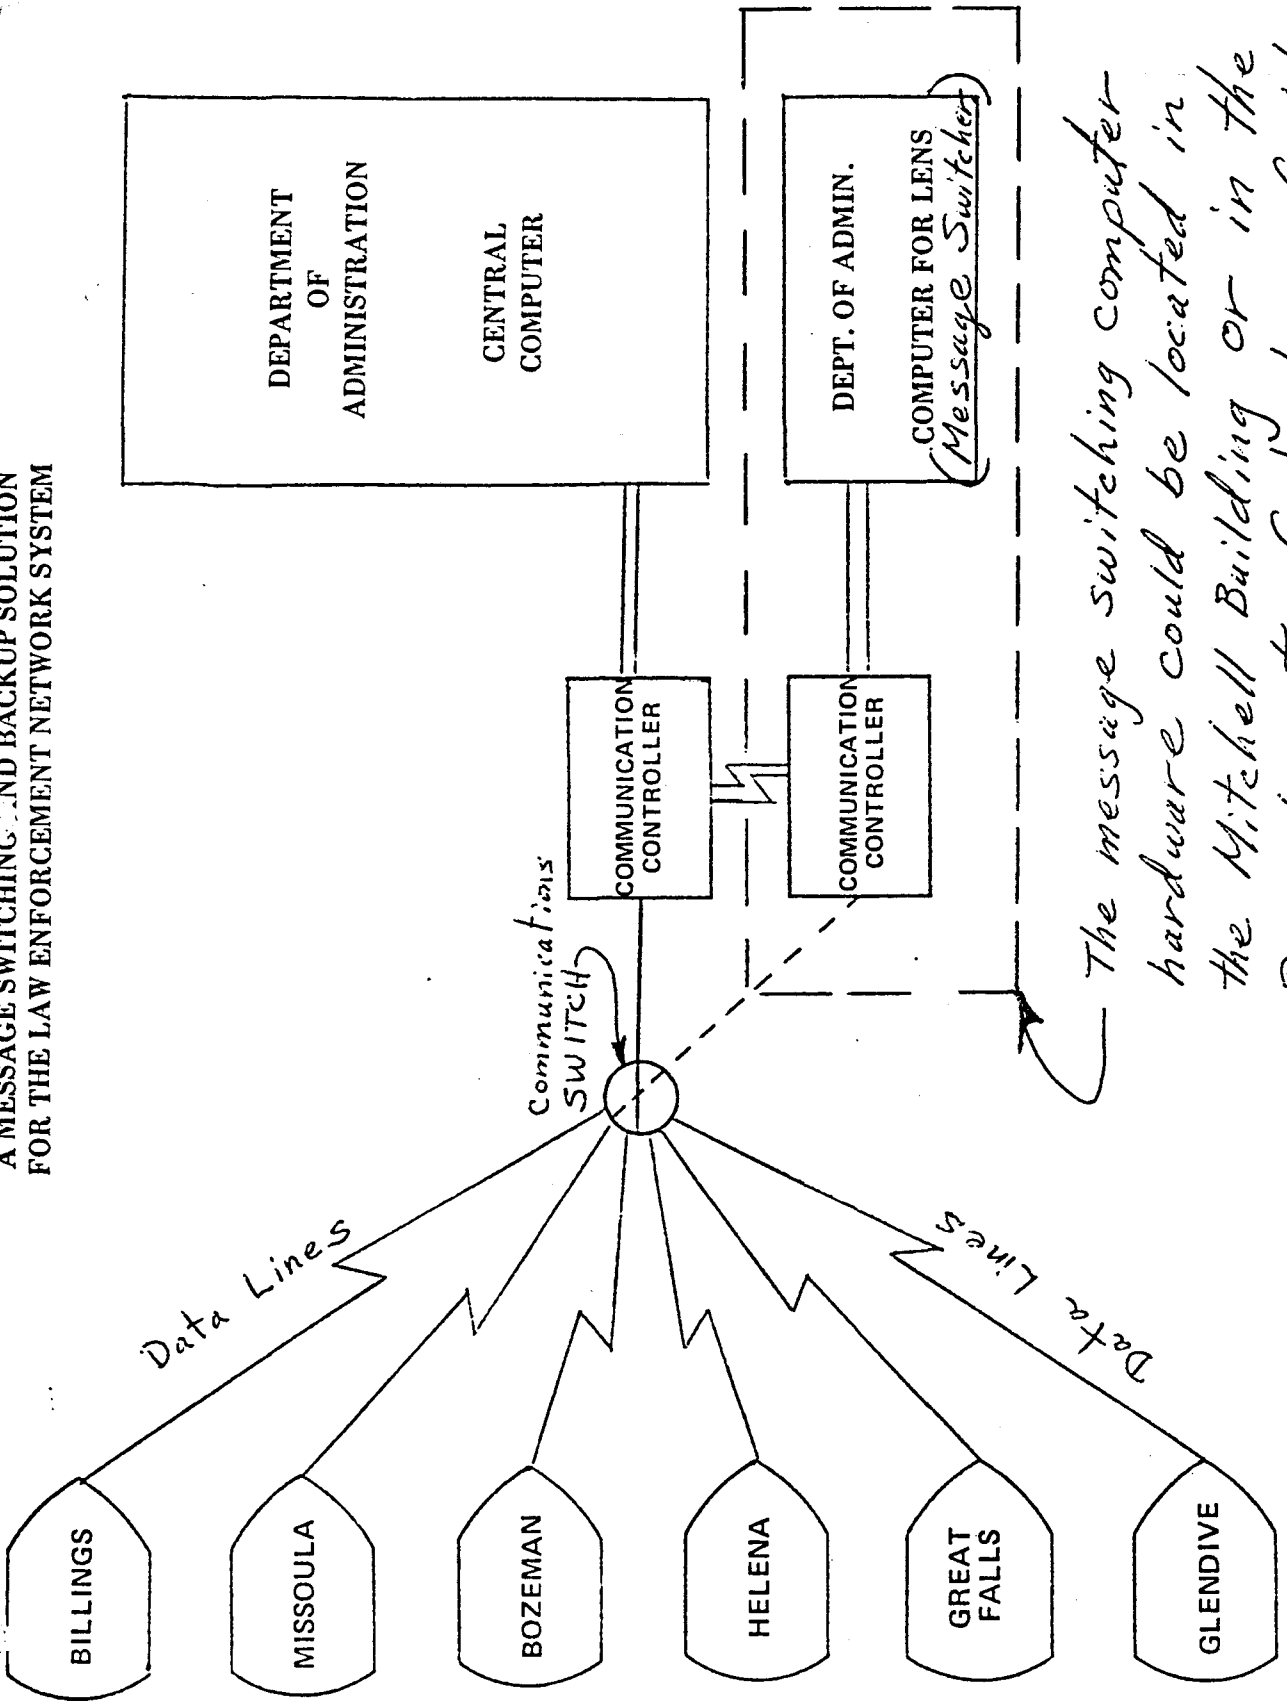 A MESSAGE SWITCHING AND BACKUP SOLUTION
FOR THE LAW ENFORCEMENT NETWORK SYSTEM
BILLINGS
MISSOULA
BOZEMAN
HELENA
GREAT
FALLS
GLENDIVE
Data Lines
Data Lines
Communications
SWITCH
COMMUNICATION
CONTROLLER
COMMUNICATION
CONTROLLER
DEPARTMENT
OF
ADMINISTRATION
CENTRAL
COMPUTER
DEPT. OF ADMIN.
COMPUTER FOR LENS
(Message Switcher)
The message switching computer
hardware could be located in
the Mitchell Building or in the